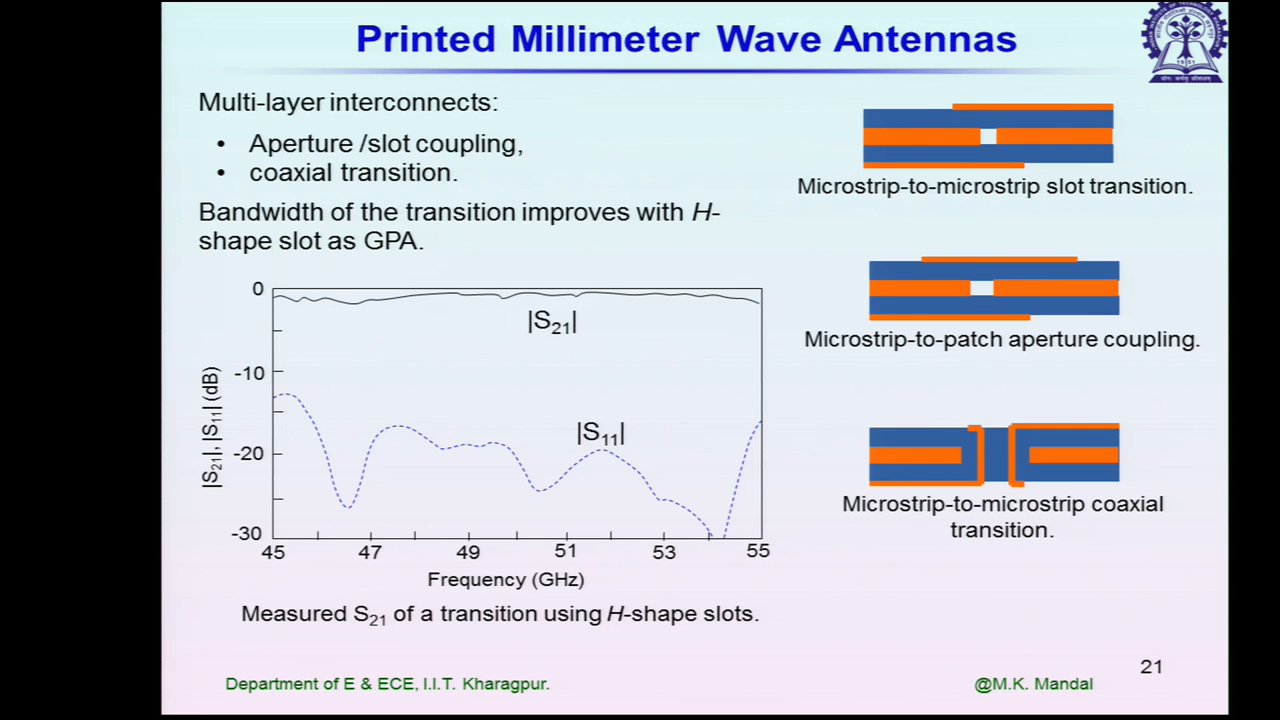 Printed Millimeter Wave Antennas
Multi-layer interconnects:
• Aperture /slot coupling,
• coaxial transition.
Bandwidth of the transition improves with H-
shape slot as GPA.
|S21|, |S11| (dB)
0
-10
-20
-30
|S21|
|S11|
45 47 49 51 53 55
Frequency (GHz)
Measured S21 of a transition using H-shape slots.
Microstrip-to-microstrip slot transition.
Microstrip-to-patch aperture coupling.
Microstrip-to-microstrip coaxial
transition.
21
Department of E & ECE, I.I.T. Kharagpur.
@M.K. Mandal